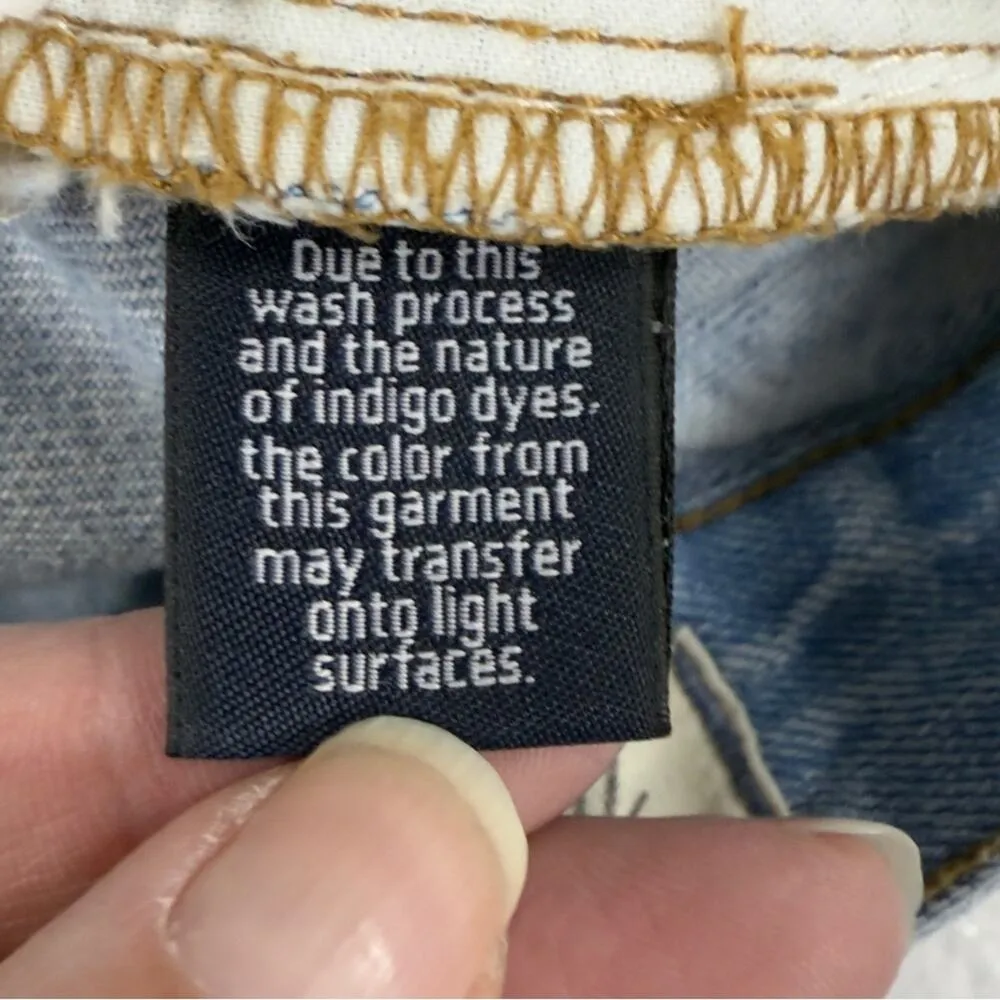 Due to this
wash process
and the nature
of indigo dyes,
the color from
this garment
may transfer
onto light
surfaces.